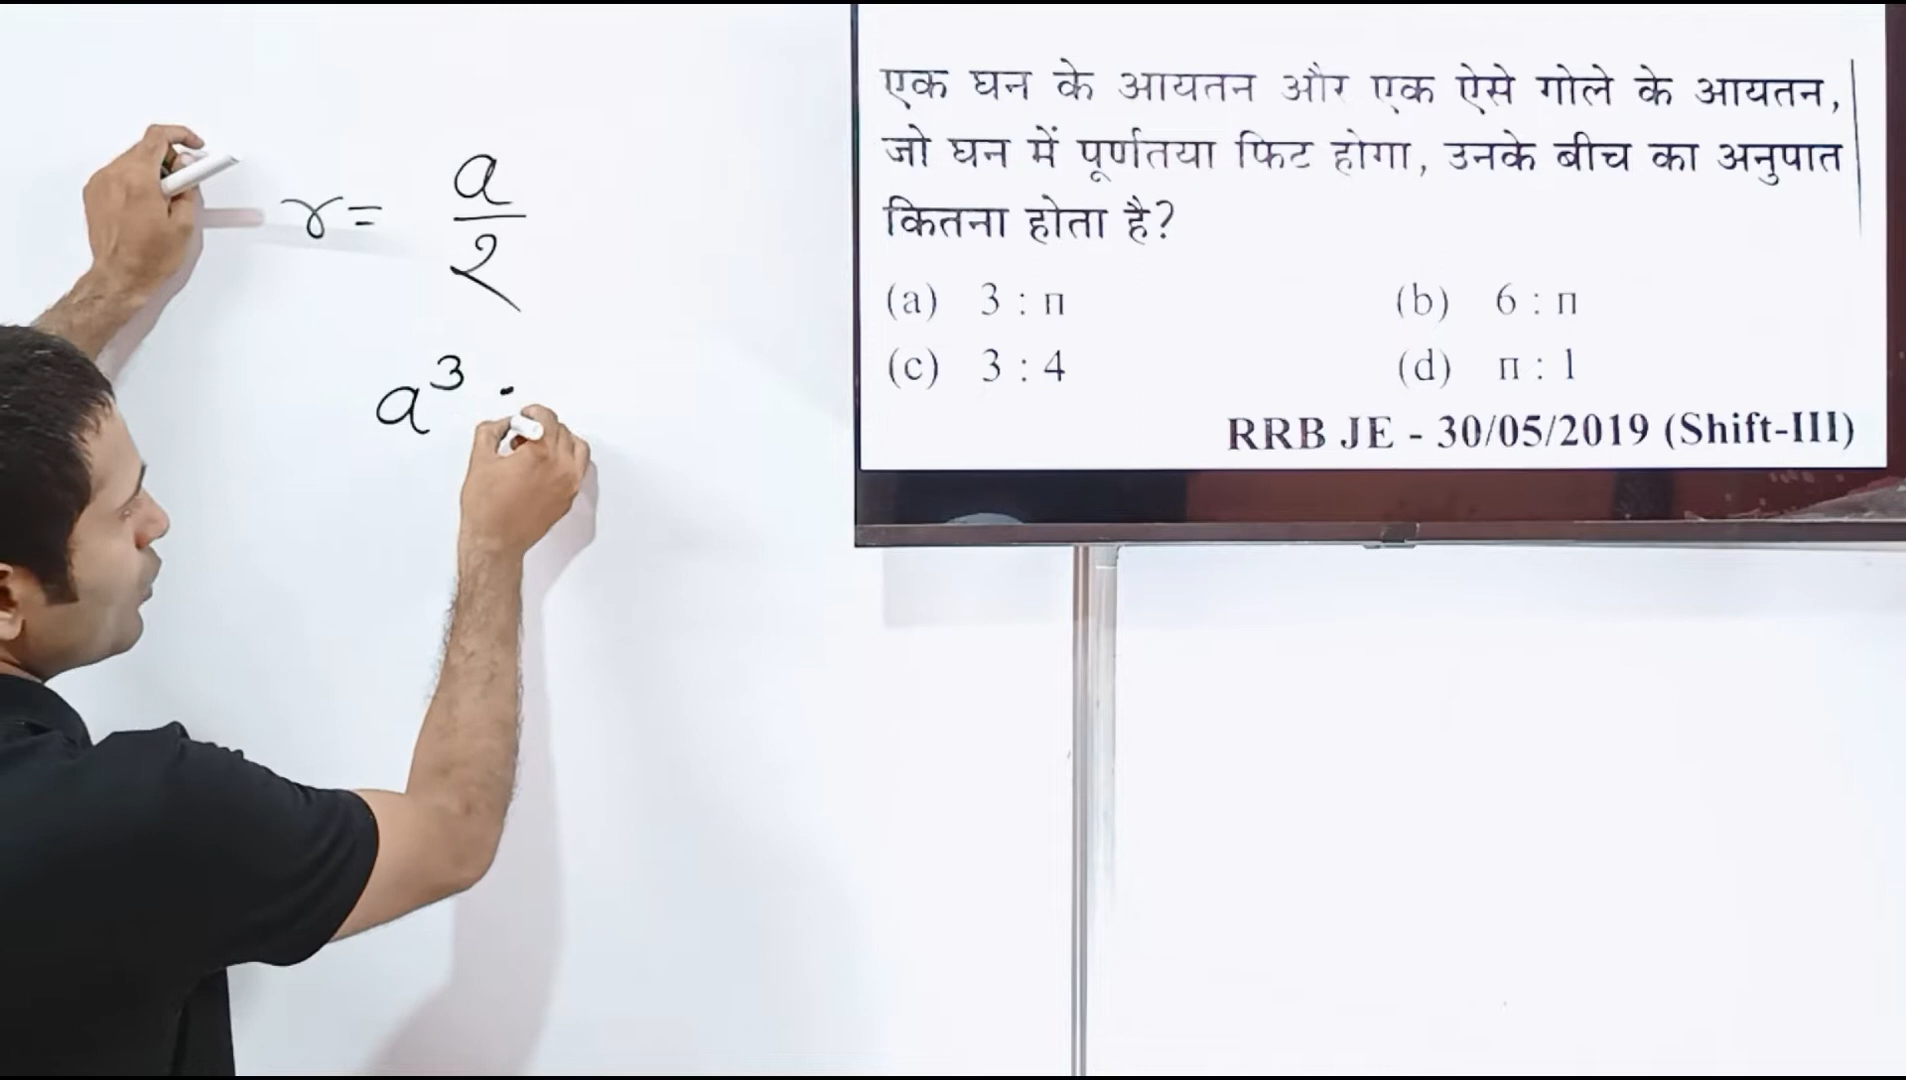 r = a/2
a³ :
एक घन के आयतन और एक ऐसे गोले के आयतन,
जो घन में पूर्णतया फिट होगा, उनके बीच का अनुपात
कितना होता है?
(a) 3 : π (b) 6 : π
(c) 3 : 4 (d) π : 1
RRB JE - 30/05/2019 (Shift-III)